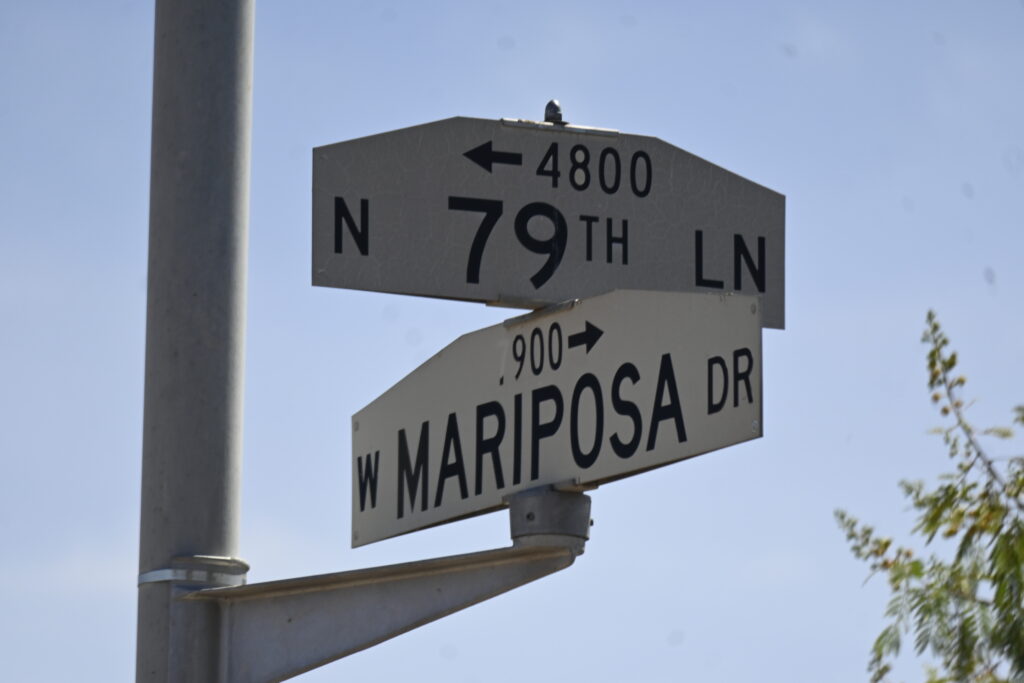 ← 4800
N 79TH LN
900 →
W MARIPOSA DR